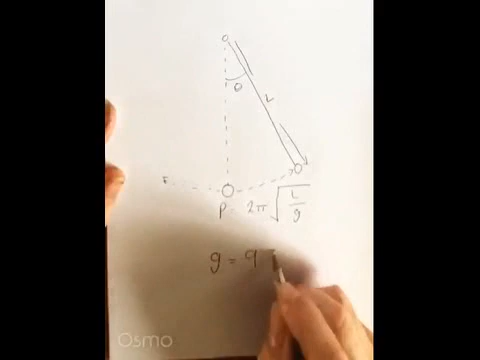 θ
L
P = 2π √(L/g)
g = 9
Osmo